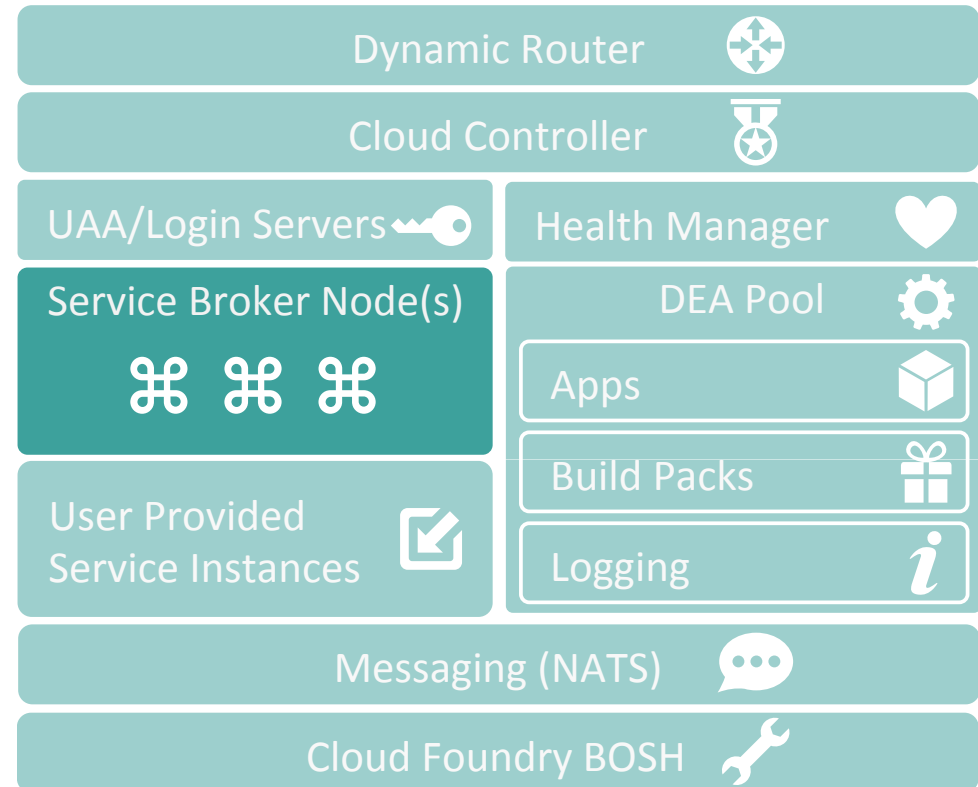 Dynamic Router
Cloud Controller
UAA/Login Servers
Health Manager
Service Broker Node(s)
DEA Pool
Apps
Build Packs
User Provided
Service Instances
Logging
Messaging (NATS)
Cloud Foundry BOSH